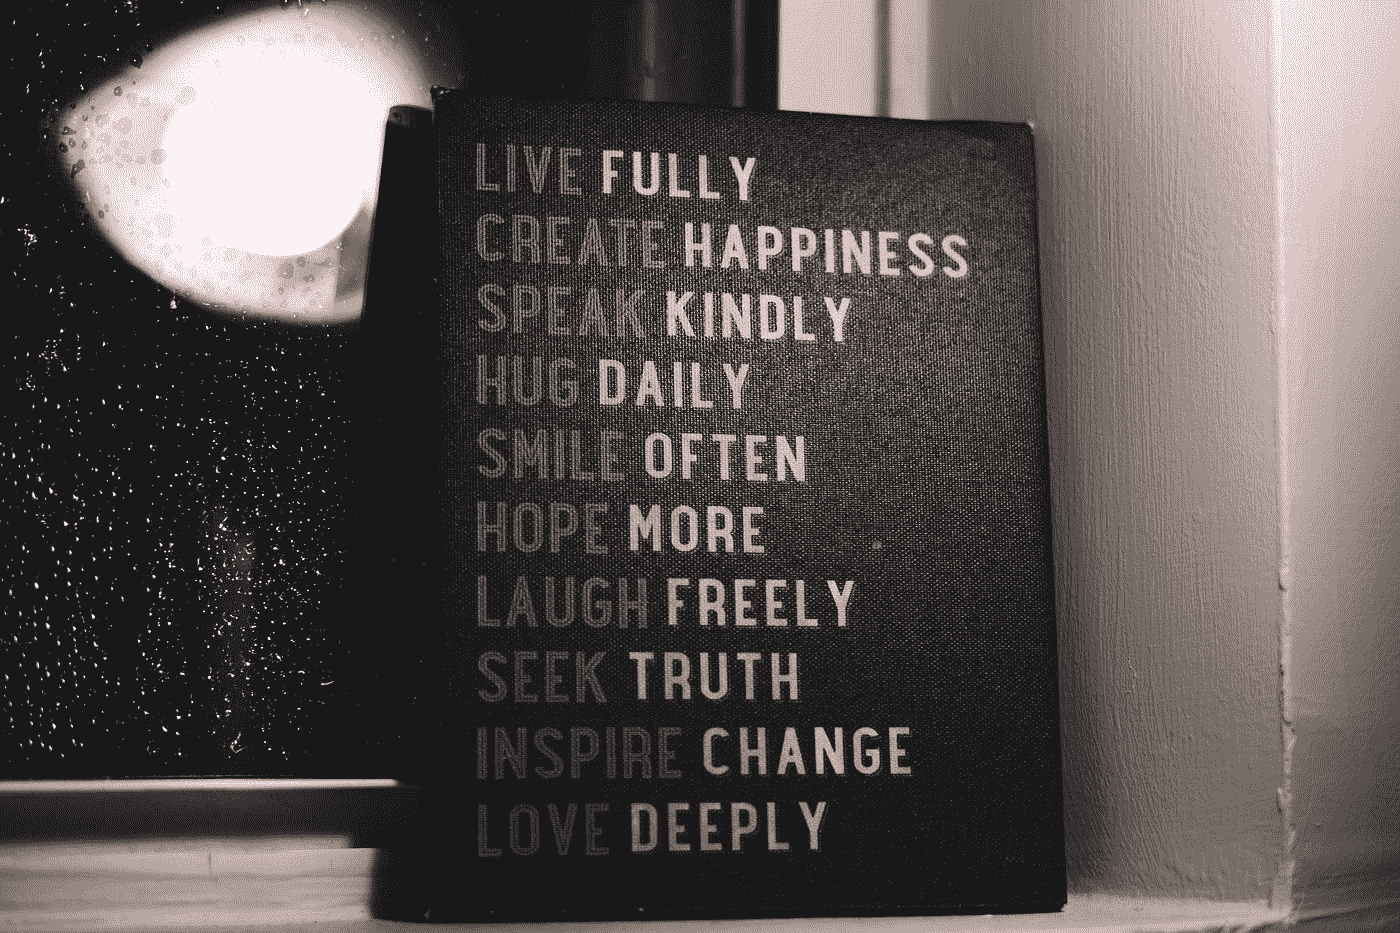 LIVE FULLY
CREATE HAPPINESS
SPEAK KINDLY
HUG DAILY
SMILE OFTEN
HOPE MORE
LAUGH FREELY
SEEK TRUTH
INSPIRE CHANGE
LOVE DEEPLY